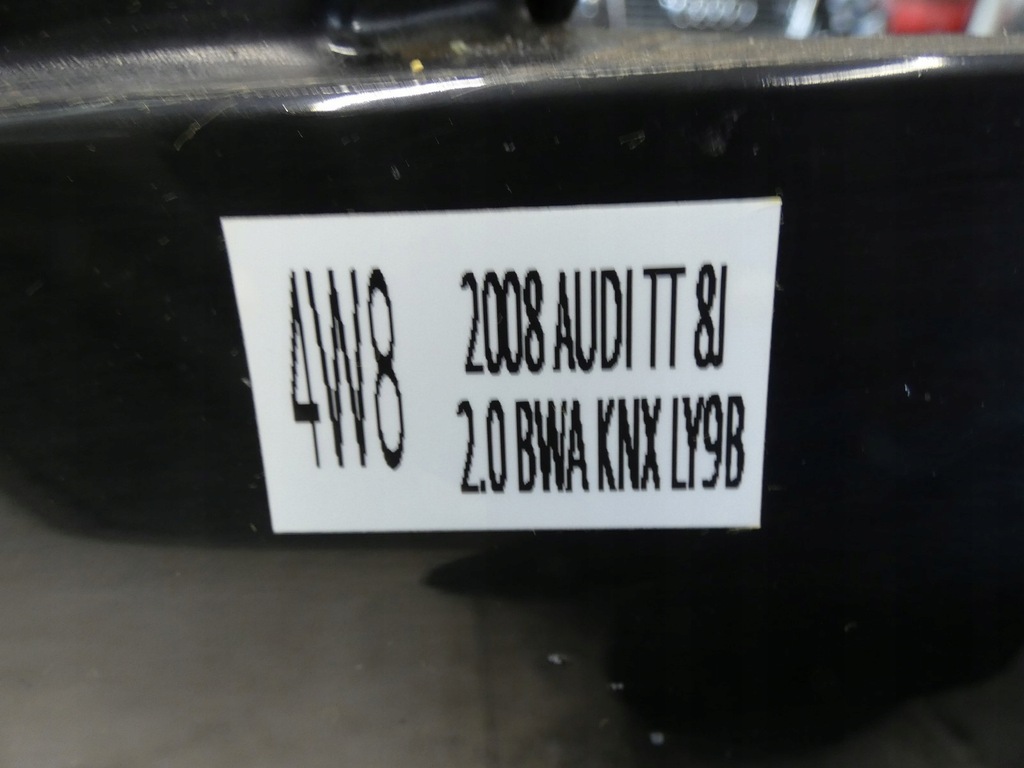 4W8
2008 AUDI TT 8J
2.0 BWA KNX LY9B